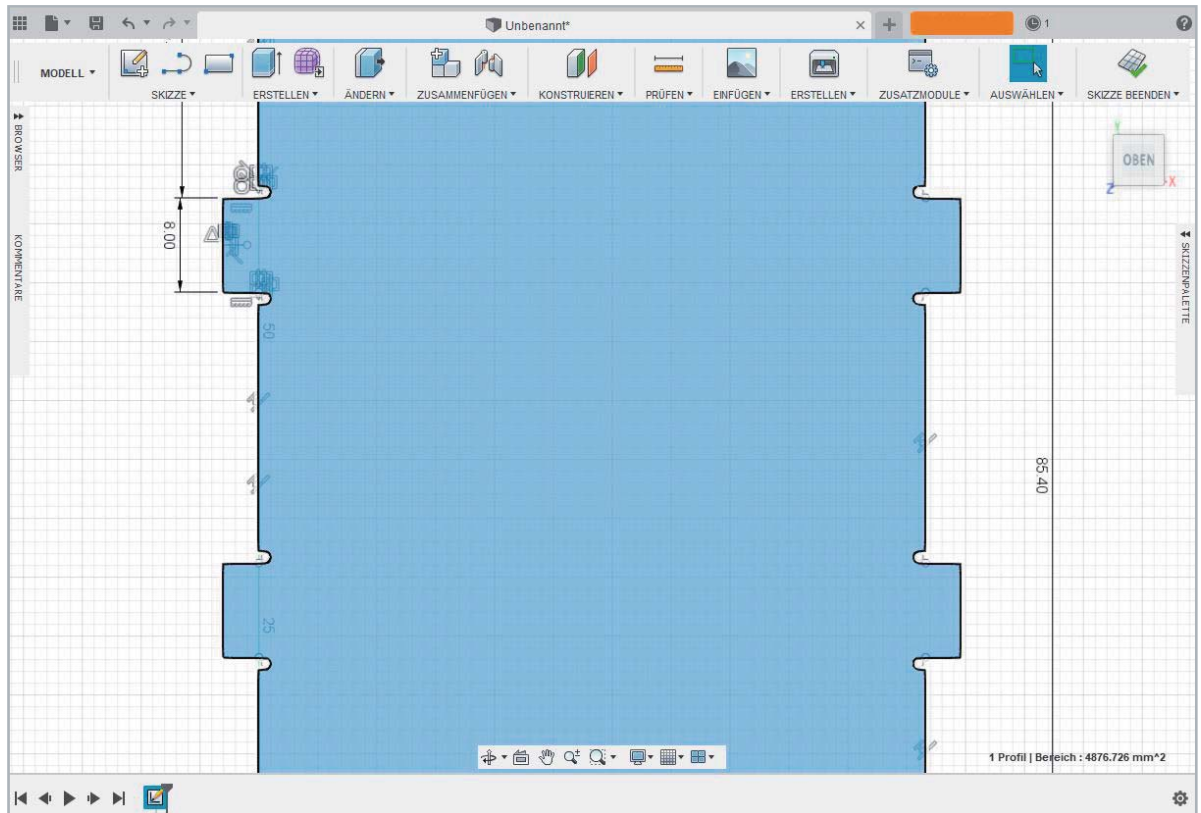 Unbenannt*
1
MODELL
SKIZZE
ERSTELLEN
ÄNDERN
ZUSAMMENFÜGEN
KONSTRUIEREN
PRÜFEN
EINFÜGEN
ERSTELLEN
ZUSATZMODULE
AUSWÄHLEN
SKIZZE BEENDEN
BROWSER
KOMMENTARE
Y
OBEN
Z
X
SKIZZENPALETTE
8.00
50
85.40
25
1 Profil | Bereich : 4876.726 mm^2